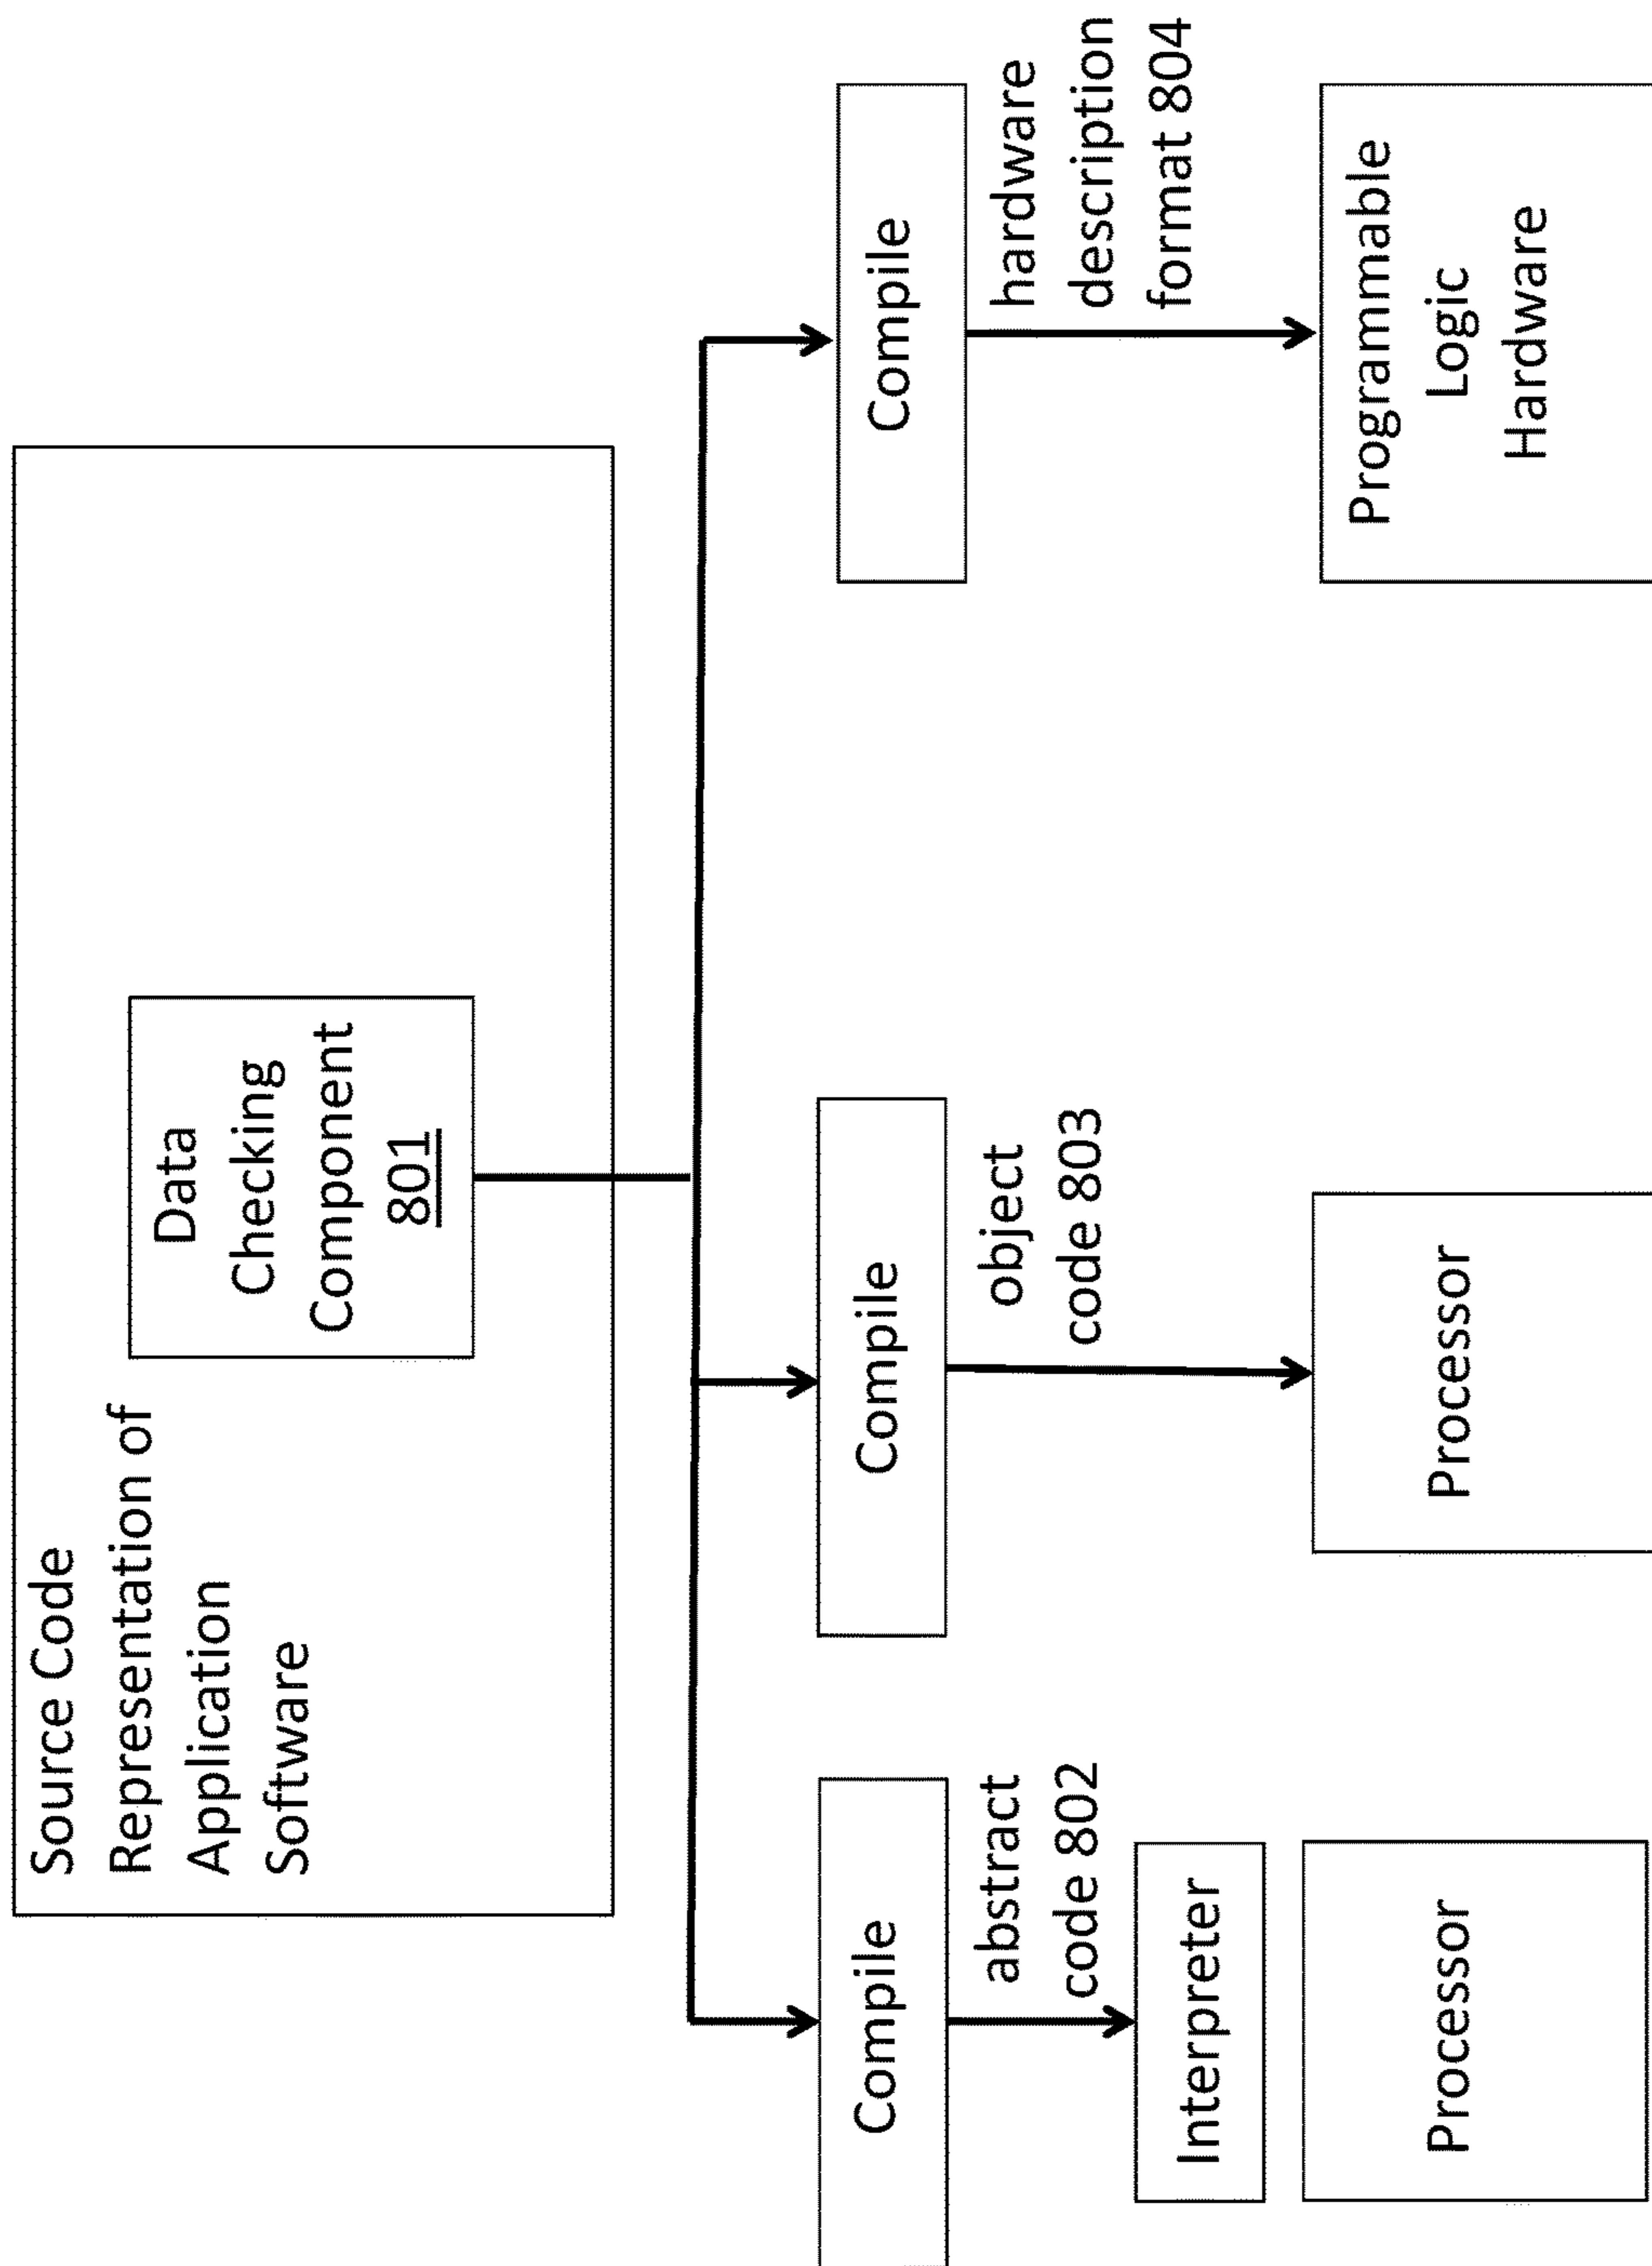 Source Code
Representation of
Application
Software
Data
Checking
Component
801
Compile
Compile
Compile
abstract
code 802
object
code 803
hardware
description
format 804
Interpreter
Processor
Processor
Programmable
Logic
Hardware